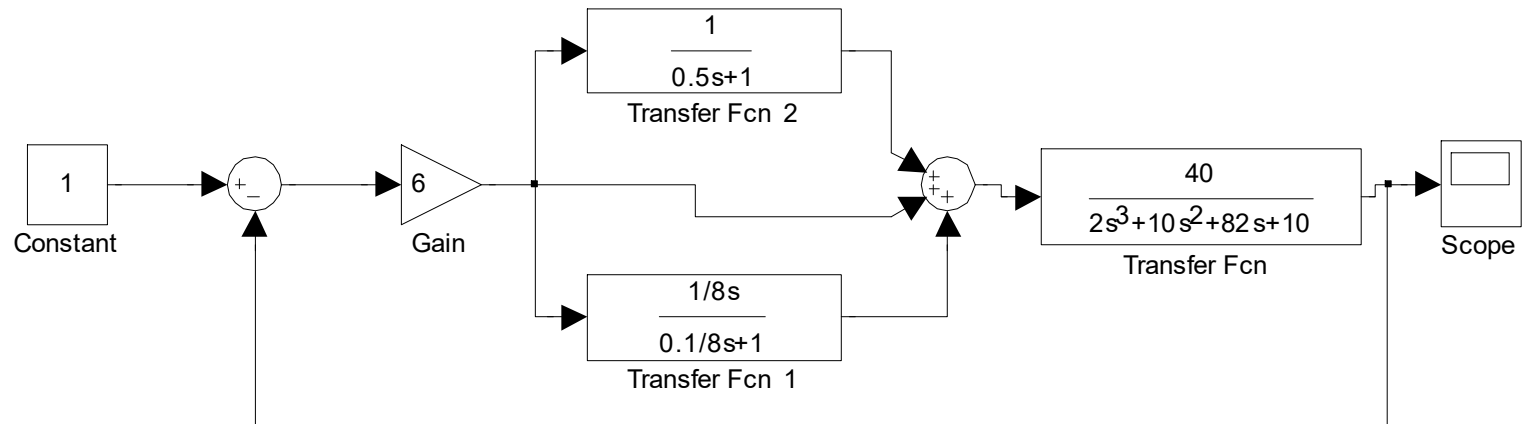 1
0.5s+1
Transfer Fcn 2
1
Constant
+
−
6
Gain
+
+
+
40
2s3+10s2+82s+10
Transfer Fcn
Scope
1/8s
0.1/8s+1
Transfer Fcn 1